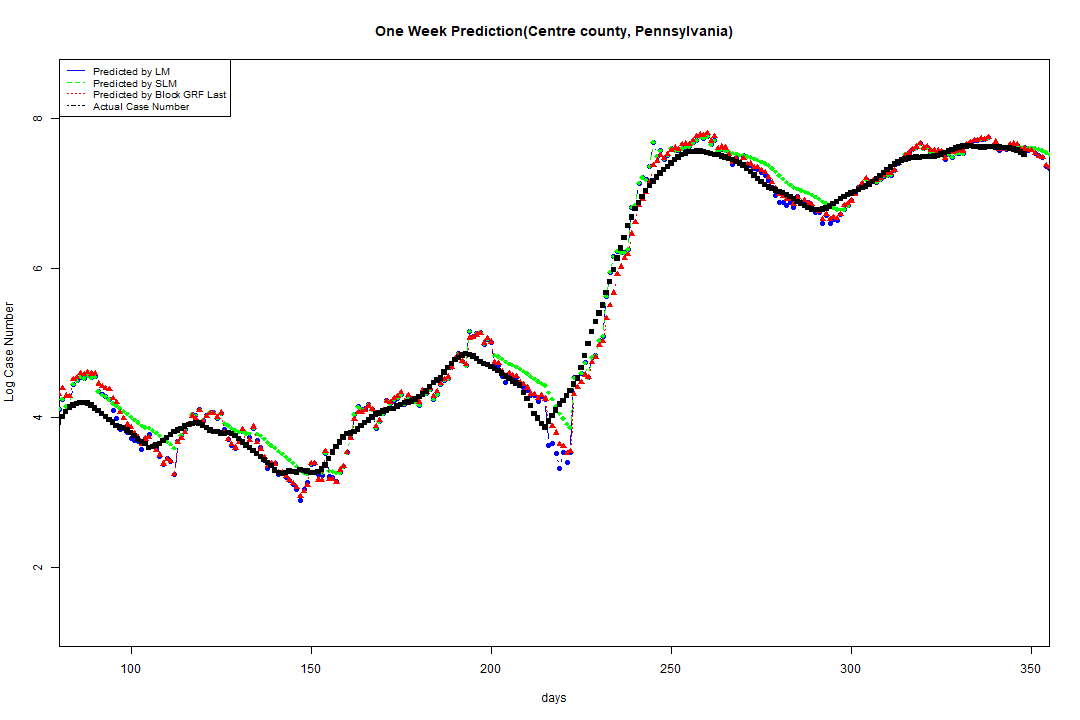 One Week Prediction(Centre county, Pennsylvania)
Predicted by LM
Predicted by SLM
Predicted by Block GRF Last
Actual Case Number
8
6
4
2
Log Case Number
100 150 200 250 300 350
days